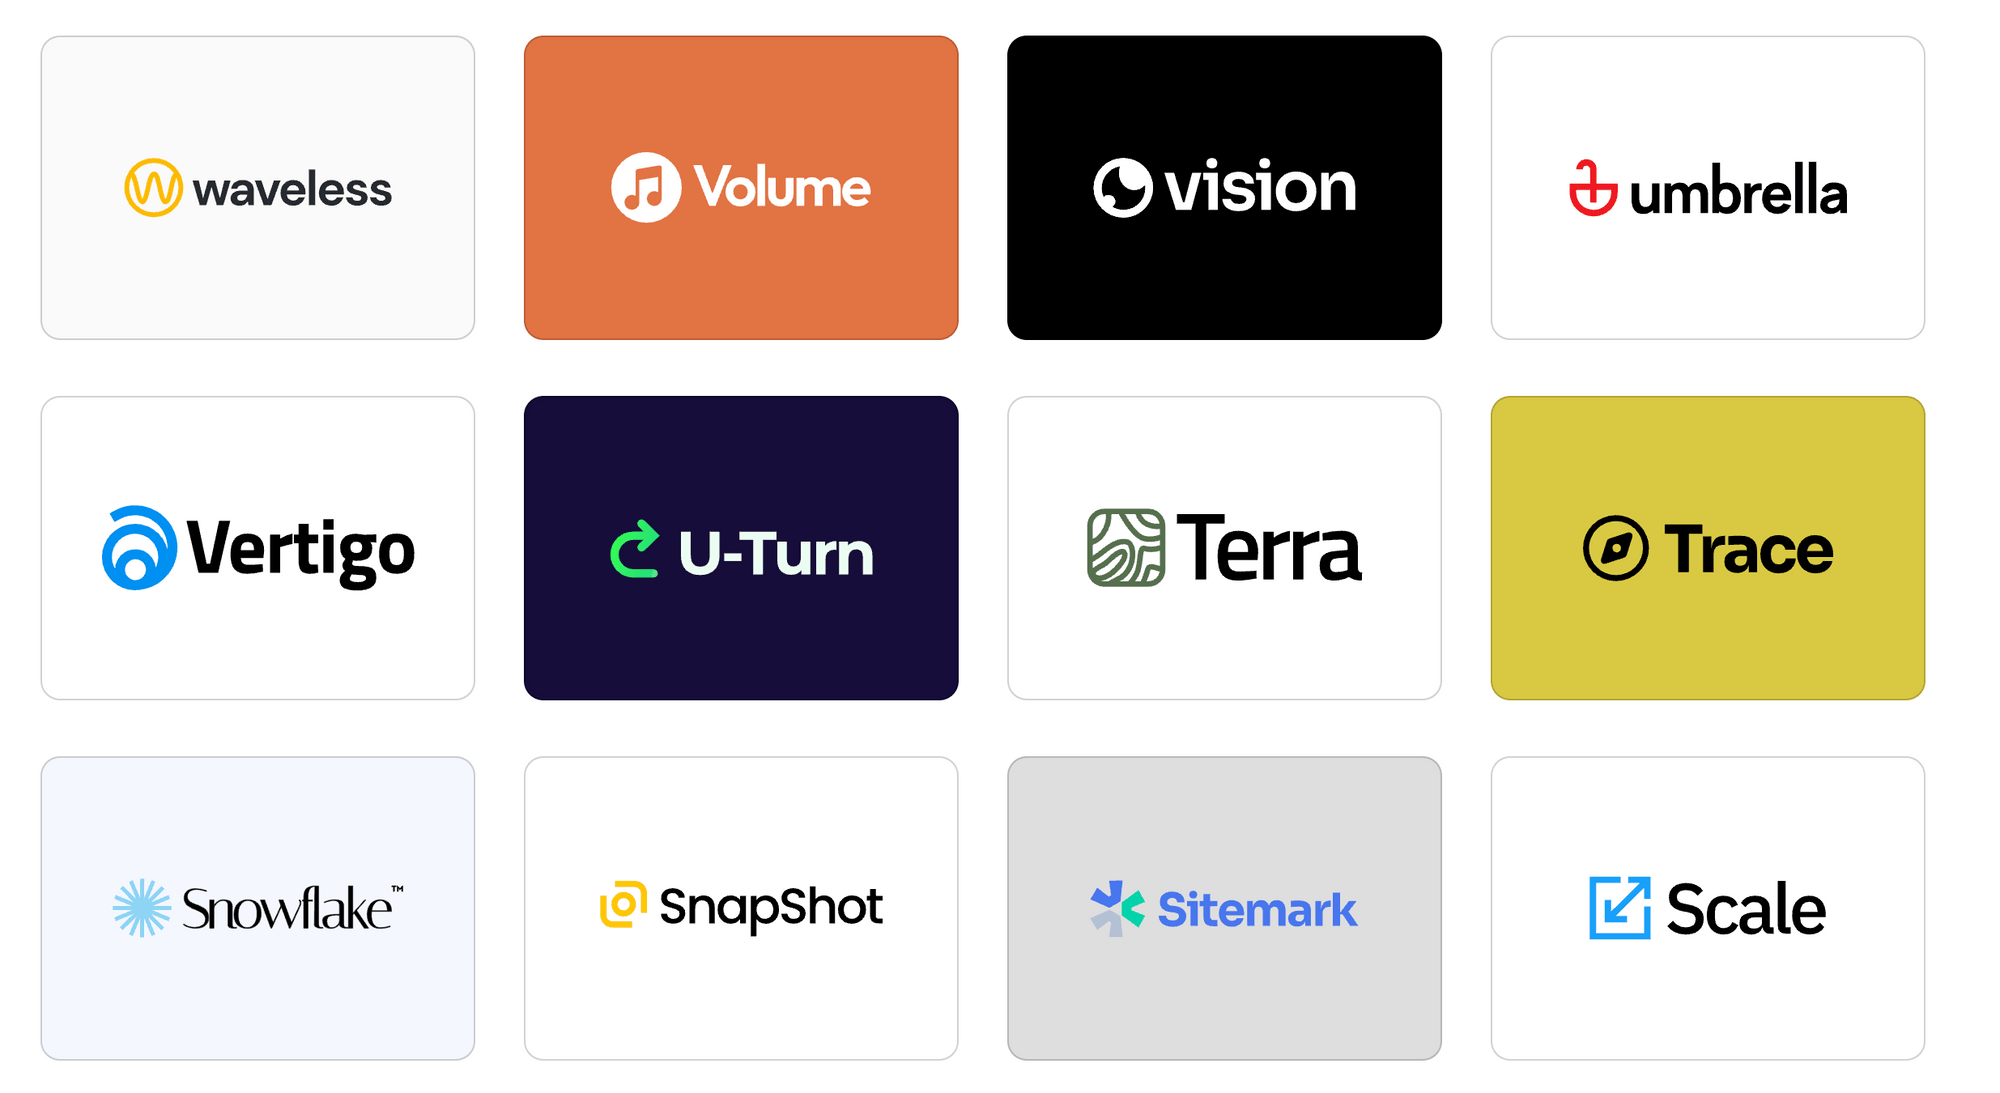 waveless
Volume
vision
umbrella
Vertigo
U-Turn
Terra
Trace
Snowflake™
SnapShot
Sitemark
Scale